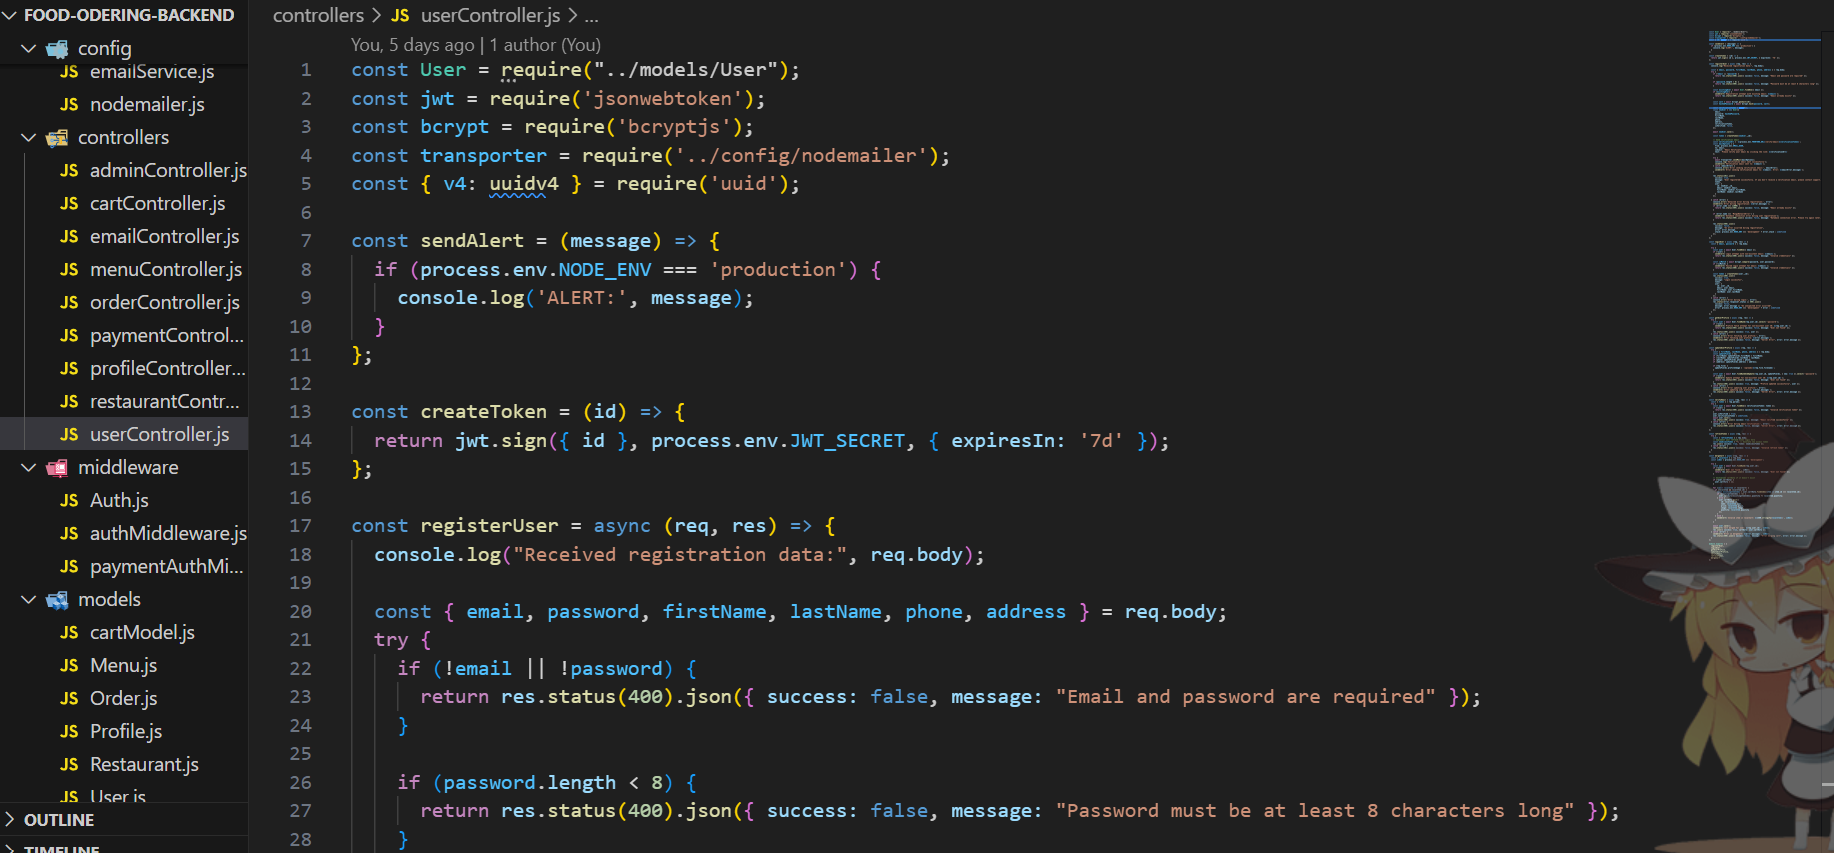 FOOD-ODERING-BACKEND
config
emailService.js
nodemailer.js
controllers
JS adminController.js
JS cartController.js
JS emailController.js
JS menuController.js
JS orderController.js
JS paymentControl...
JS profileController...
JS restaurantContr...
JS userController.js
middleware
JS Auth.js
JS authMiddleware.js
JS paymentAuthMi...
models
JS cartModel.js
JS Menu.js
JS Order.js
JS Profile.js
JS Restaurant.js
JS User.js
OUTLINE
TIMELINE
controllers > JS userController.js > ...
You, 5 days ago | 1 author (You)
1 const User = require("../models/User");
2 const jwt = require('jsonwebtoken');
3 const bcrypt = require('bcryptjs');
4 const transporter = require('../config/nodemailer');
5 const { v4: uuidv4 } = require('uuid');
6
7 const sendAlert = (message) => {
8 if (process.env.NODE_ENV === 'production') {
9 console.log('ALERT:', message);
10 }
11 };
12
13 const createToken = (id) => {
14 return jwt.sign({ id }, process.env.JWT_SECRET, { expiresIn: '7d' });
15 };
16
17 const registerUser = async (req, res) => {
18 console.log("Received registration data:", req.body);
19
20 const { email, password, firstName, lastName, phone, address } = req.body;
21 try {
22 if (!email || !password) {
23 return res.status(400).json({ success: false, message: "Email and password are required" });
24 }
25
26 if (password.length < 8) {
27 return res.status(400).json({ success: false, message: "Password must be at least 8 characters long" });
28 }